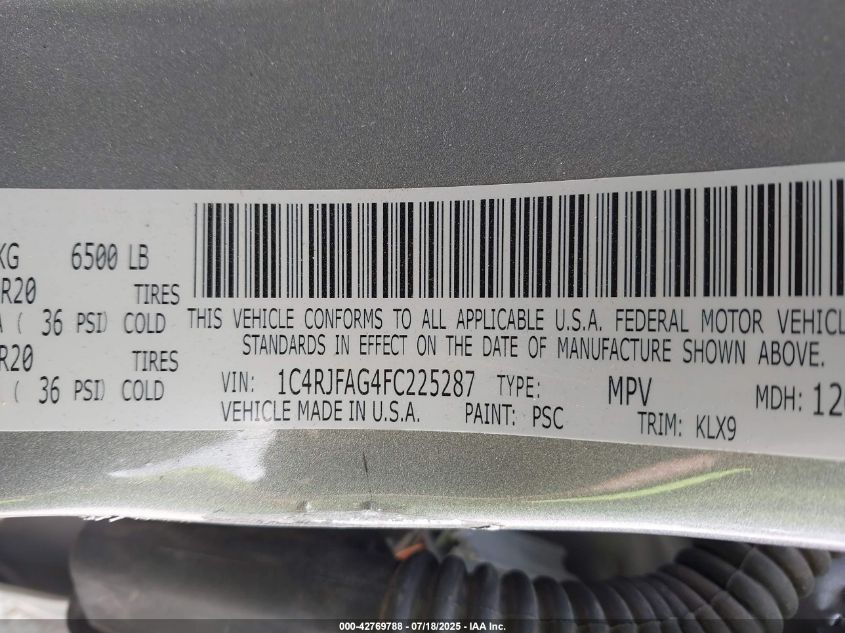 KG 6500 LB
R20 TIRES
( 36 PSI) COLD
R20 TIRES
( 36 PSI) COLD
THIS VEHICLE CONFORMS TO ALL APPLICABLE U.S.A. FEDERAL MOTOR VEHICL
STANDARDS IN EFFECT ON THE DATE OF MANUFACTURE SHOWN ABOVE.
VIN: 1C4RJFAG4FC225287 TYPE: MPV MDH: 12
VEHICLE MADE IN U.S.A. PAINT: PSC TRIM: KLX9
000-42769788 - 07/18/2025 - IAA Inc.